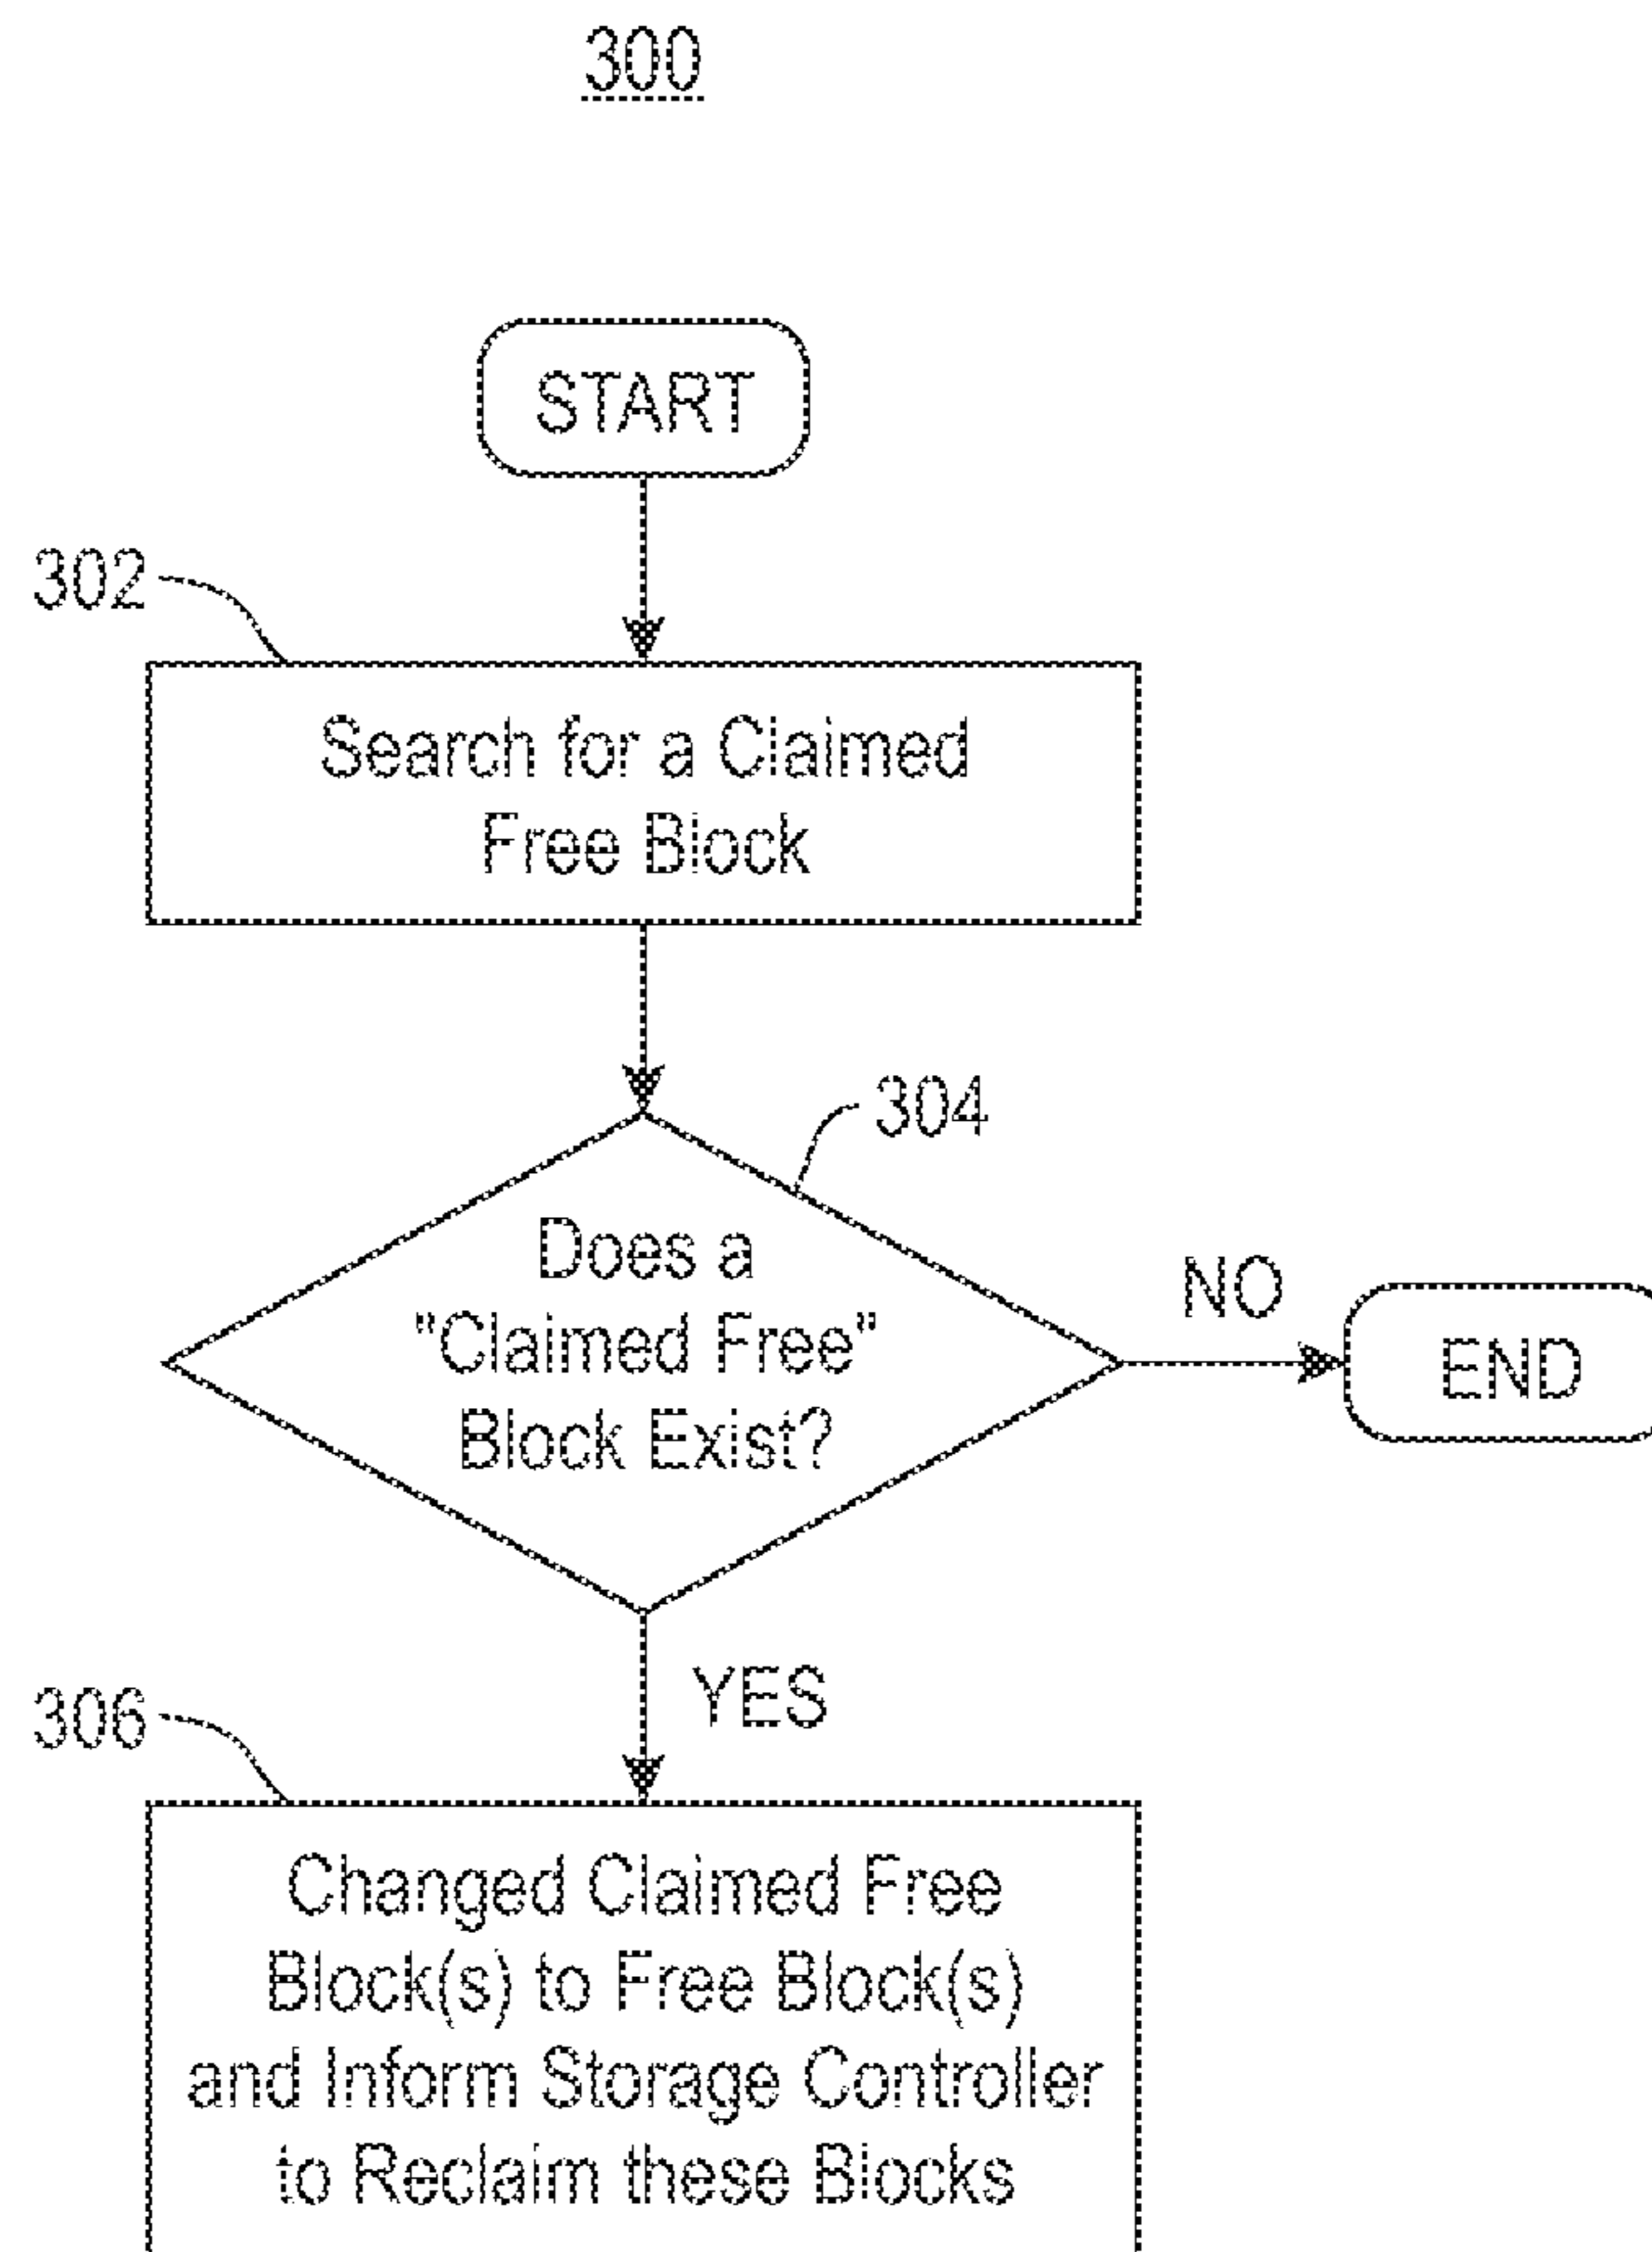 300
START
302
Search for a Claimed
Free Block
304
Does a
"Claimed Free"
Block Exist?
NO
END
YES
306
Changed Claimed Free
Block(s) to Free Block(s)
and Inform Storage Controller
to Reclaim these Blocks